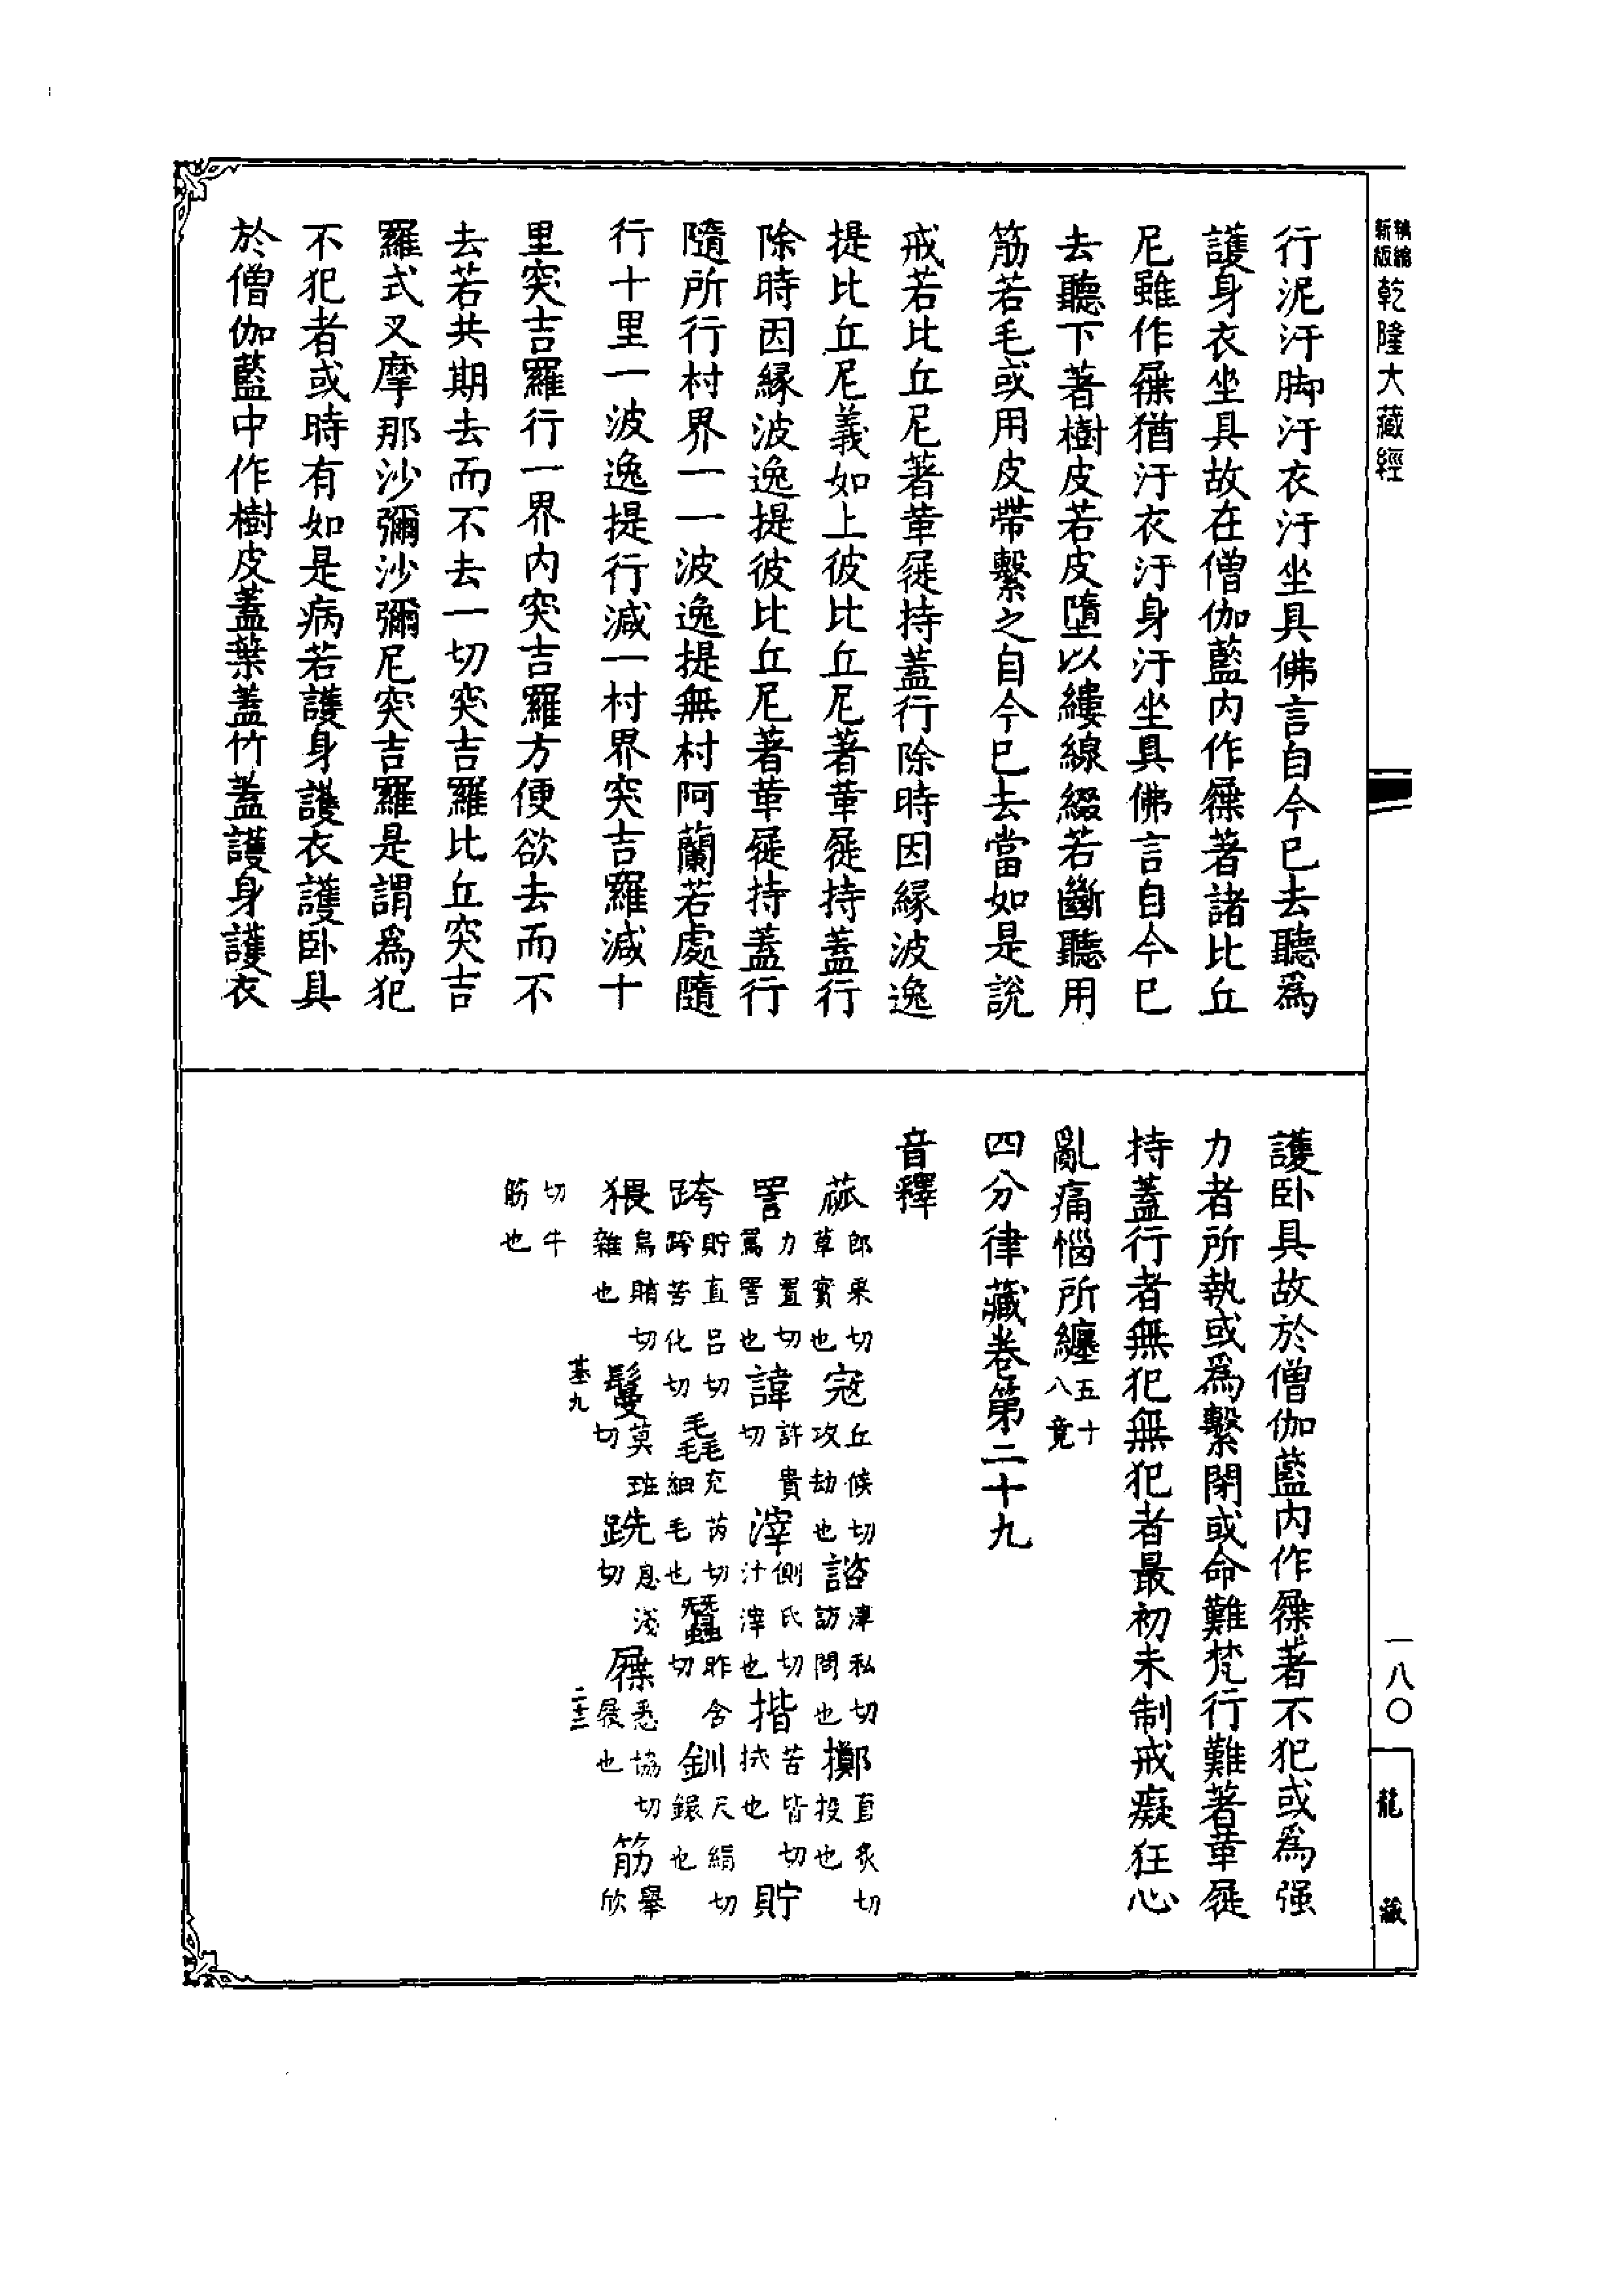 新版精編乾隆大藏經
行泥汙脚汙衣汙坐具佛言自今已去聽爲
護身衣坐具故在僧伽藍內作屧著諸比丘
尼雖作屧猶汙衣汙身汙坐具佛言自今已
去聽下著樹皮若皮墮以縷線綴若斷聽用
筋若毛或用皮帶繫之自今已去當如是說
戒若比丘尼著革屣持蓋行除時因緣波逸
提比丘尼義如上彼比丘尼著革屣持蓋行
除時因緣波逸提彼比丘尼著革屣持蓋行
隨所行村界一一波逸提無村阿蘭若處隨
行十里一波逸提行減一村界突吉羅減十
里突吉羅行一界內突吉羅方便欲去而不
去若共期去而不去一切突吉羅比丘突吉
羅式叉摩那沙彌沙彌尼突吉羅是謂爲犯
不犯者或時有如是病若護身護衣護卧具
於僧伽藍中作樹皮蓋葉蓋竹蓋護身護衣
護卧具故於僧伽藍內作屧著不犯或爲强
力者所執或爲繫閉或命難梵行難著革屣
持蓋行者無犯無犯者最初未制戒癡狂心
亂痛惱所纏五十八竟
四分律藏卷第二十九
音釋
蓏郎果切草實也寇丘候切攻劫也諮津私切訪問也擲直炙切投也
詈力置切罵詈也諱許貴切滓側氏切汁滓也揩苦皆切拭也貯
貯直呂切跨跨苦化切毳充芮切細毛也蠶昨含切釧尺絹切銀也
猥烏賄切雜也鬘莫班切跣息淺切屧悉協切屐也筋舉欣
切牛筋也
基九
二十三
一八〇
龍藏